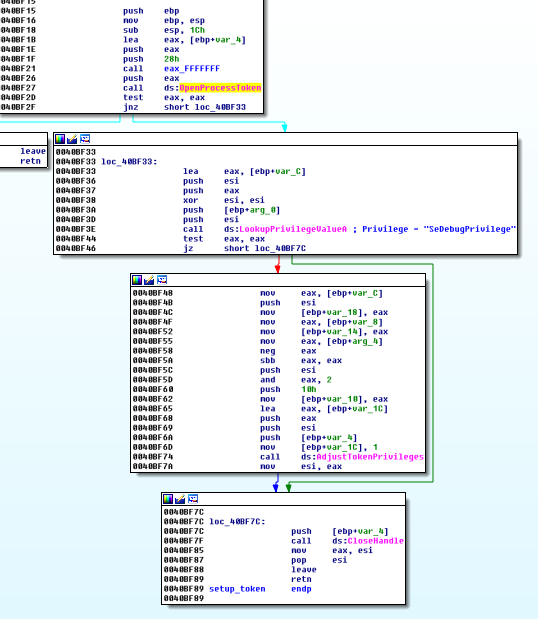 0040BF15
0040BF15 push ebp
0040BF16 mov ebp, esp
0040BF18 sub esp, 1Ch
0040BF1B lea eax, [ebp+var_4]
0040BF1E push eax
0040BF1F push 28h
0040BF21 call eax_FFFFFFF
0040BF26 push eax
0040BF27 call ds:OpenProcessToken
0040BF2D test eax, eax
0040BF2F jnz short loc_40BF33
leave
retn
0040BF33
0040BF33 loc_40BF33:
0040BF33 lea eax, [ebp+var_C]
0040BF36 push esi
0040BF37 push eax
0040BF38 xor esi, esi
0040BF3A push [ebp+arg_0]
0040BF3D push esi
0040BF3E call ds:LookupPrivilegeValueA ; Privilege - "SeDebugPrivilege"
0040BF44 test eax, eax
0040BF46 jz short loc_40BF7C
0040BF48 mov eax, [ebp+var_C]
0040BF4B push esi
0040BF4C mov [ebp+var_18], eax
0040BF4F mov eax, [ebp+var_8]
0040BF52 mov [ebp+var_14], eax
0040BF55 mov eax, [ebp+arg_4]
0040BF58 neg eax
0040BF5A sbb eax, eax
0040BF5C push esi
0040BF5D and eax, 2
0040BF60 push 10h
0040BF62 mov [ebp+var_10], eax
0040BF65 lea eax, [ebp+var_1C]
0040BF68 push eax
0040BF69 push esi
0040BF6A push [ebp+var_4]
0040BF6D mov [ebp+var_1C], 1
0040BF74 call ds:AdjustTokenPrivileges
0040BF7A mov esi, eax
0040BF7C
0040BF7C loc_40BF7C:
0040BF7C push [ebp+var_4]
0040BF7F call ds:CloseHandle
0040BF85 mov eax, esi
0040BF87 pop esi
0040BF88 leave
0040BF89 retn
0040BF89 setup_token endp
0040BF89